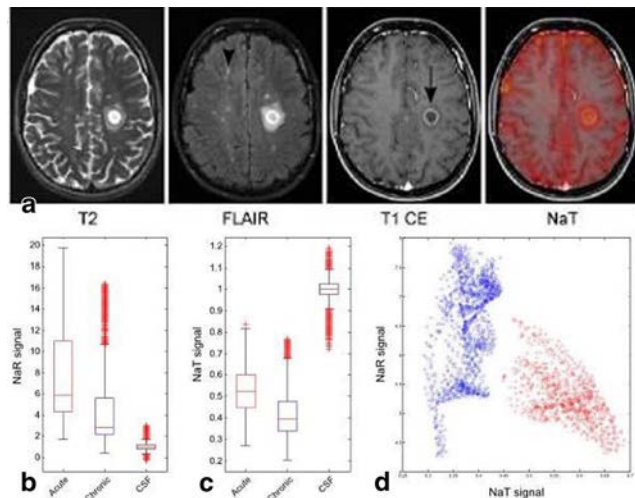 a
T2 FLAIR T1 CE NaT
NaR signal
20
18
16
14
12
10
8
6
4
2
0
Acute Chronic CSF
b
NaT signal
1.2
1.1
1
0.9
0.8
0.7
0.6
0.5
0.4
0.3
0.2
Acute Chronic CSF
c
NaR signal
NaT signal
d